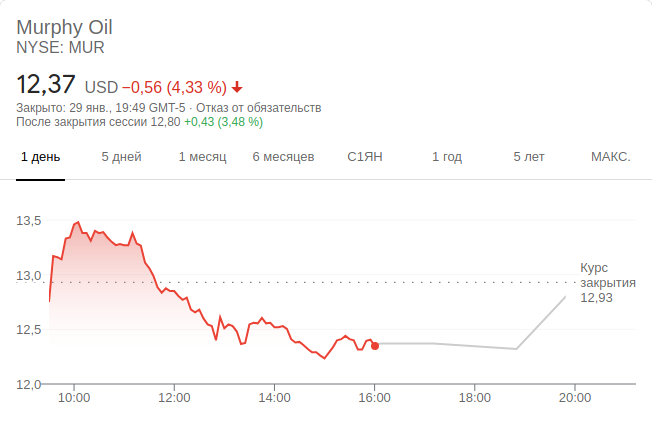 Murphy Oil
NYSE: MUR
12,37 USD −0,56 (4,33 %)
Закрыто: 29 янв., 19:49 GMT-5 · Отказ от обязательств
После закрытия сессии 12,80 +0,43 (3,48 %)
1 день 5 дней 1 месяц 6 месяцев С1ЯН 1 год 5 лет МАКС.
13,5
13,0
12,5
12,0
Курс
закрытия
12,93
10:00 12:00 14:00 16:00 18:00 20:00